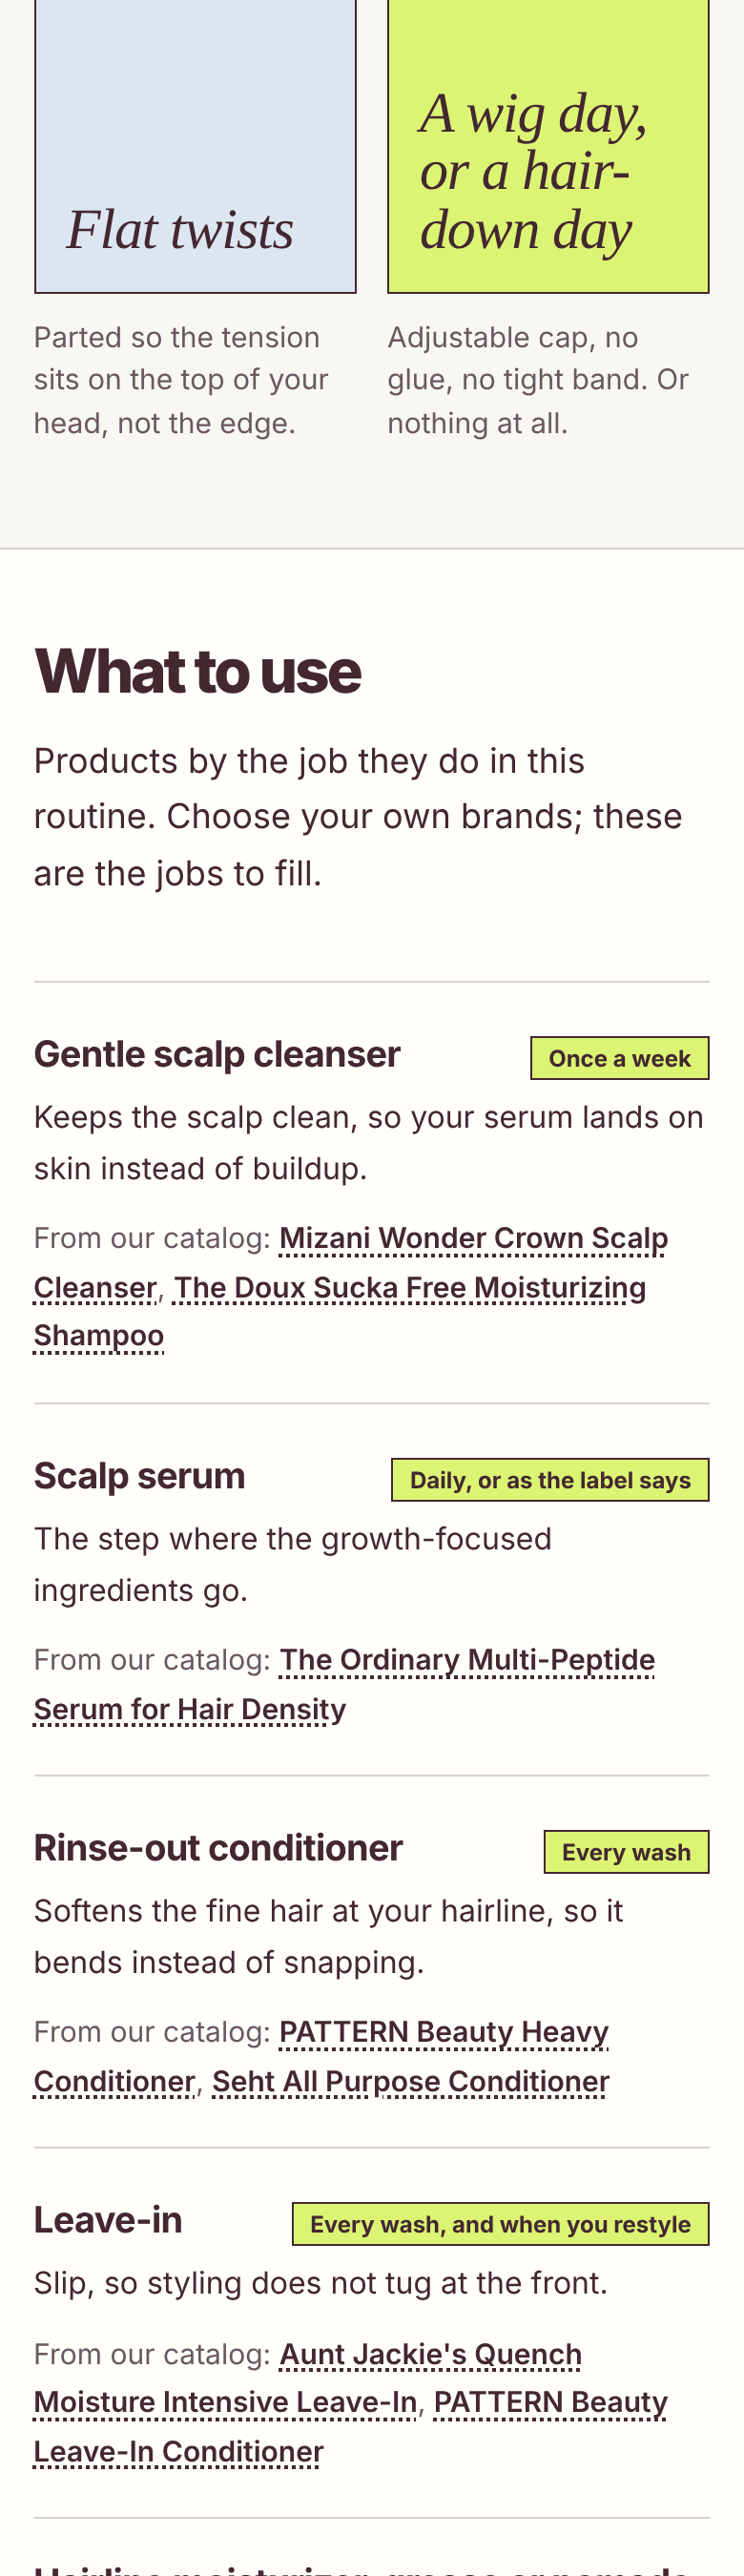 Flat twists
A wig day,
or a hair-
down day
Parted so the tension
sits on the top of your
head, not the edge.
Adjustable cap, no
glue, no tight band. Or
nothing at all.
What to use
Products by the job they do in this
routine. Choose your own brands; these
are the jobs to fill.
Gentle scalp cleanser
Once a week
Keeps the scalp clean, so your serum lands on
skin instead of buildup.
From our catalog: Mizani Wonder Crown Scalp
Cleanser, The Doux Sucka Free Moisturizing
Shampoo
Scalp serum
Daily, or as the label says
The step where the growth-focused
ingredients go.
From our catalog: The Ordinary Multi-Peptide
Serum for Hair Density
Rinse-out conditioner
Every wash
Softens the fine hair at your hairline, so it
bends instead of snapping.
From our catalog: PATTERN Beauty Heavy
Conditioner, Seht All Purpose Conditioner
Leave-in
Every wash, and when you restyle
Slip, so styling does not tug at the front.
From our catalog: Aunt Jackie's Quench
Moisture Intensive Leave-In, PATTERN Beauty
Leave-In Conditioner